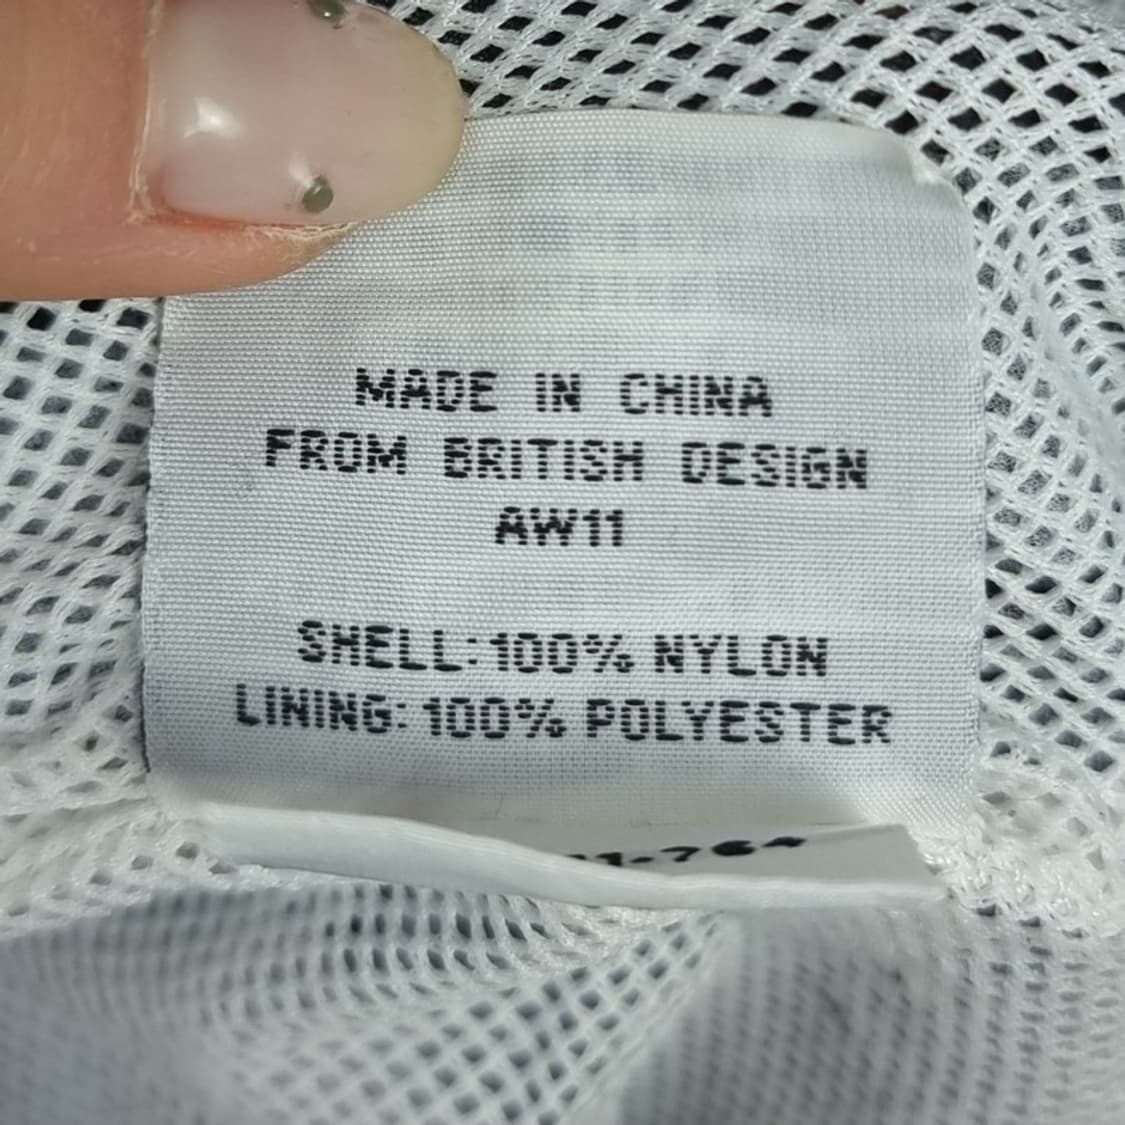 MADE IN CHINA
FROM BRITISH DESIGN
AW11
SHELL:100% NYLON
LINING: 100% POLYESTER